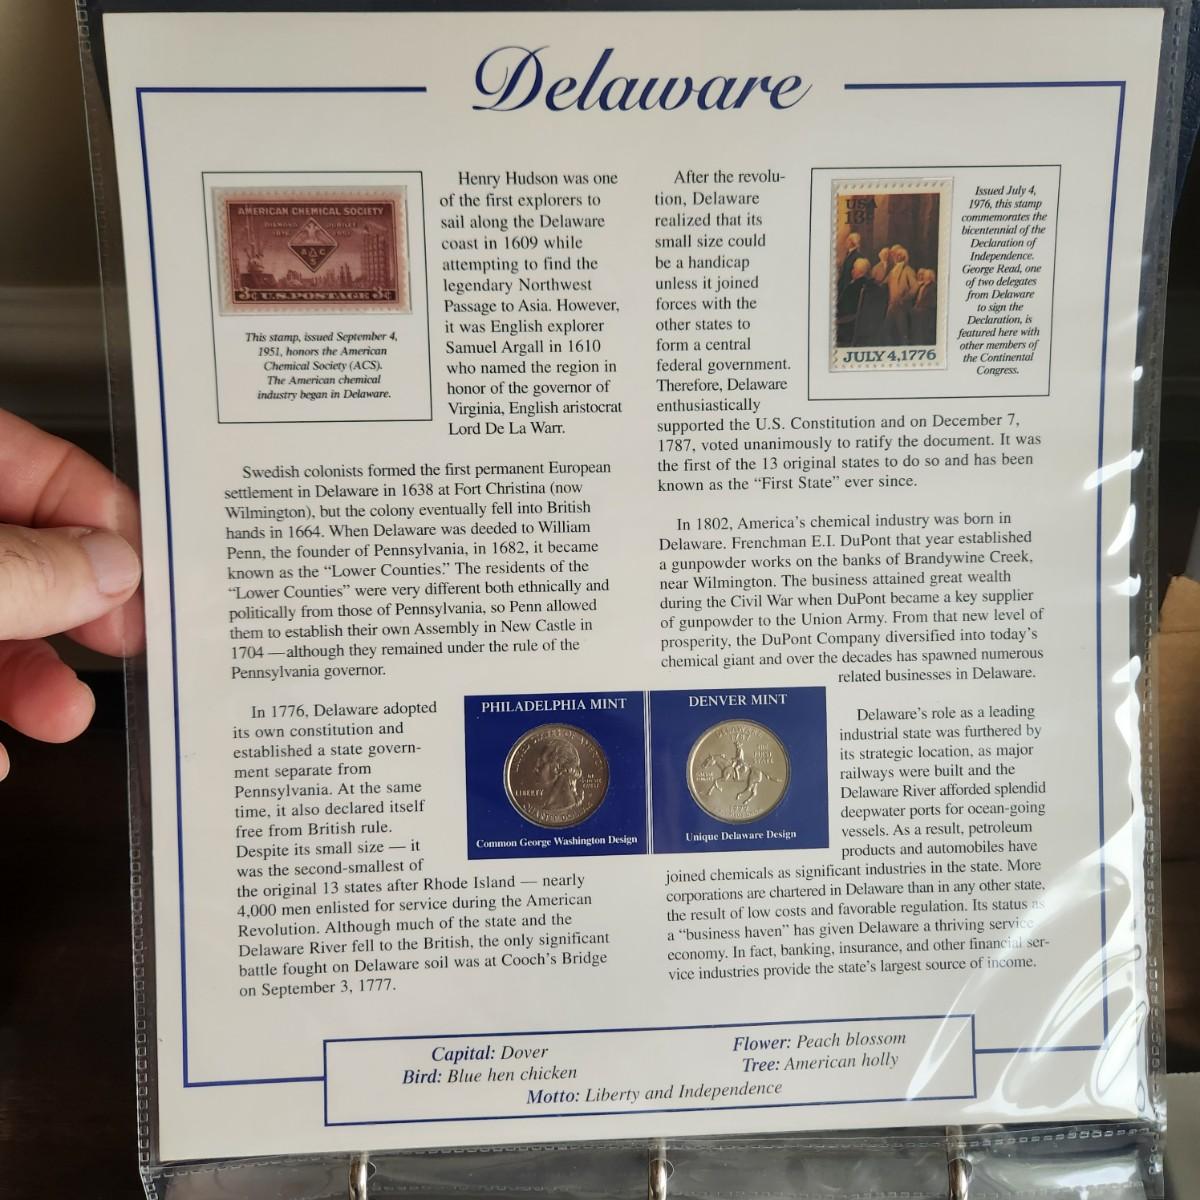 Delaware
AMERICAN CHEMICAL SOCIETY
DIAMOND JUBILEE
1876 1951
A C S
3¢ U.S. POSTAGE 3¢
This stamp, issued September 4,
1951, honors the American
Chemical Society (ACS).
The American chemical
industry began in Delaware.
Henry Hudson was one
of the first explorers to
sail along the Delaware
coast in 1609 while
attempting to find the
legendary Northwest
Passage to Asia. However,
it was English explorer
Samuel Argall in 1610
who named the region in
honor of the governor of
Virginia, English aristocrat
Lord De La Warr.
Swedish colonists formed the first permanent European
settlement in Delaware in 1638 at Fort Christina (now
Wilmington), but the colony eventually fell into British
hands in 1664. When Delaware was deeded to William
Penn, the founder of Pennsylvania, in 1682, it became
known as the “Lower Counties.” The residents of the
“Lower Counties” were very different both ethnically and
politically from those of Pennsylvania, so Penn allowed
them to establish their own Assembly in New Castle in
1704 — although they remained under the rule of the
Pennsylvania governor.
In 1776, Delaware adopted
its own constitution and
established a state govern-
ment separate from
Pennsylvania. At the same
time, it also declared itself
free from British rule.
Despite its small size — it
was the second-smallest of
the original 13 states after Rhode Island — nearly
4,000 men enlisted for service during the American
Revolution. Although much of the state and the
Delaware River fell to the British, the only significant
battle fought on Delaware soil was at Cooch's Bridge
on September 3, 1777.
After the revolu-
tion, Delaware
realized that its
small size could
be a handicap
unless it joined
forces with the
other states to
form a central
federal government.
Therefore, Delaware
enthusiastically
supported the U.S. Constitution and on December 7,
1787, voted unanimously to ratify the document. It was
the first of the 13 original states to do so and has been
known as the “First State” ever since.
USA
13¢
JULY 4,1776
Issued July 4,
1976, this stamp
commemorates the
bicentennial of the
Declaration of
Independence.
George Read, one
of two delegates
from Delaware
to sign the
Declaration, is
featured here with
other members of
the Continental
Congress.
In 1802, America's chemical industry was born in
Delaware. Frenchman E.I. DuPont that year established
a gunpowder works on the banks of Brandywine Creek,
near Wilmington. The business attained great wealth
during the Civil War when DuPont became a key supplier
of gunpowder to the Union Army. From that new level of
prosperity, the DuPont Company diversified into today's
chemical giant and over the decades has spawned numerous
related businesses in Delaware.
PHILADELPHIA MINT
UNITED STATES OF AMERICA
LIBERTY
IN GOD WE TRUST
QUARTER DOLLAR
Common George Washington Design
DENVER MINT
DELAWARE
1787
THE FIRST STATE
CAESAR RODNEY
1999
Unique Delaware Design
Delaware's role as a leading
industrial state was furthered by
its strategic location, as major
railways were built and the
Delaware River afforded splendid
deepwater ports for ocean-going
vessels. As a result, petroleum
products and automobiles have
joined chemicals as significant industries in the state. More
corporations are chartered in Delaware than in any other state,
the result of low costs and favorable regulation. Its status as
a “business haven” has given Delaware a thriving service
economy. In fact, banking, insurance, and other financial ser-
vice industries provide the state's largest source of income.
Capital: Dover
Bird: Blue hen chicken
Flower: Peach blossom
Tree: American holly
Motto: Liberty and Independence